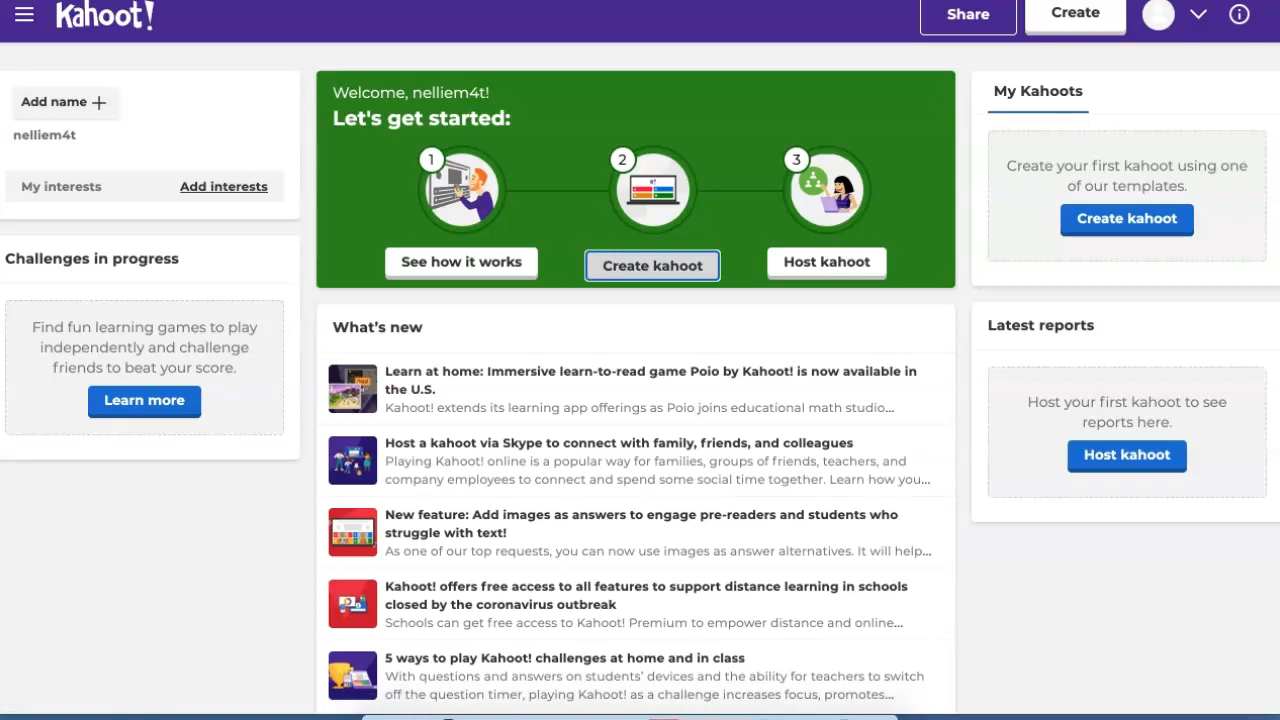 Kahoot!
Share
Create
Add name
nelliem4t
My interests
Add interests
Challenges in progress
Find fun learning games to play
independently and challenge
friends to beat your score.
Learn more
Welcome, nelliem4t!
Let's get started:
1
2
3
See how it works
Create kahoot
Host kahoot
What's new
Learn at home: Immersive learn-to-read game Poio by Kahoot! is now available in
the U.S.
Kahoot! extends its learning app offerings as Poio joins educational math studio...
Host a kahoot via Skype to connect with family, friends, and colleagues
Playing Kahoot! online is a popular way for families, groups of friends, teachers, and
company employees to connect and spend some social time together. Learn how you...
New feature: Add images as answers to engage pre-readers and students who
struggle with text!
As one of our top requests, you can now use images as answer alternatives. It will help...
Kahoot! offers free access to all features to support distance learning in schools
closed by the coronavirus outbreak
Schools can get free access to Kahoot! Premium to empower distance and online...
5 ways to play Kahoot! challenges at home and in class
With questions and answers on students' devices and the ability for teachers to switch
off the question timer, playing Kahoot! as a challenge increases focus, promotes...
My Kahoots
Create your first kahoot using one
of our templates.
Create kahoot
Latest reports
Host your first kahoot to see
reports here.
Host kahoot